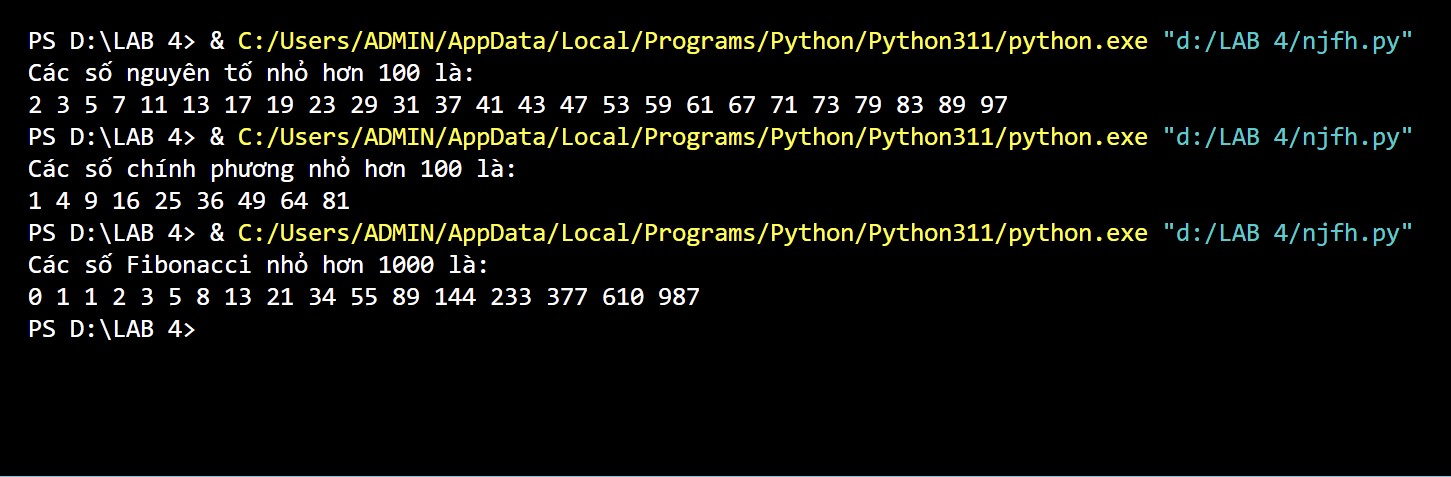 PS D:\LAB 4> & C:/Users/ADMIN/AppData/Local/Programs/Python/Python311/python.exe "d:/LAB 4/njfh.py"
Các số nguyên tố nhỏ hơn 100 là:
2 3 5 7 11 13 17 19 23 29 31 37 41 43 47 53 59 61 67 71 73 79 83 89 97
PS D:\LAB 4> & C:/Users/ADMIN/AppData/Local/Programs/Python/Python311/python.exe "d:/LAB 4/njfh.py"
Các số chính phương nhỏ hơn 100 là:
1 4 9 16 25 36 49 64 81
PS D:\LAB 4> & C:/Users/ADMIN/AppData/Local/Programs/Python/Python311/python.exe "d:/LAB 4/njfh.py"
Các số Fibonacci nhỏ hơn 1000 là:
0 1 1 2 3 5 8 13 21 34 55 89 144 233 377 610 987
PS D:\LAB 4>